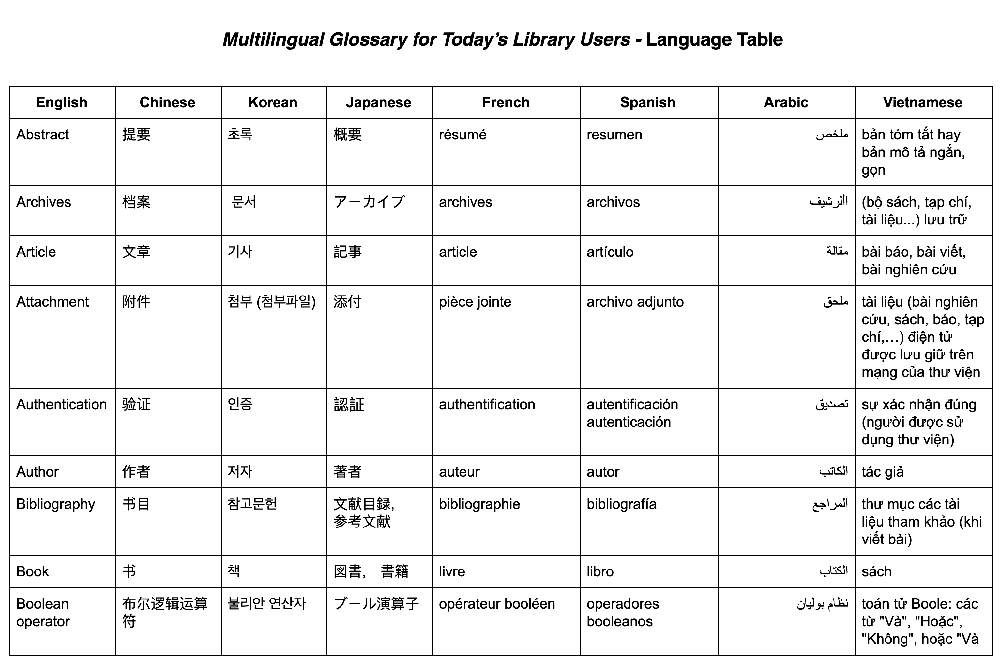 Multilingual Glossary for Today’s Library Users - Language Table
English Chinese Korean Japanese French Spanish Arabic Vietnamese
Abstract 提要 초록 概要 résumé resumen ملخص bản tóm tắt hay
bản mô tả ngắn,
gọn
Archives 档案 문서 アーカイブ archives archivos األرشيف (bộ sách, tạp chí,
tài liệu...) lưu trữ
Article 文章 기사 記事 article artículo مقالة bài báo, bài viết,
bài nghiên cứu
Attachment 附件 첨부 (첨부파일) 添付 pièce jointe archivo adjunto ملحق tài liệu (bài nghiên
cứu, sách, báo, tạp
chí,…) điện tử
được lưu giữ trên
mạng của thư viện
Authentication 验证 인증 認証 authentification autentificación تصديق sự xác nhận đúng
autenticación (người được sử
dụng thư viện)
Author 作者 저자 著者 auteur autor الكاتب tác giả
Bibliography 书目 참고문헌 文献目録, bibliographie bibliografía المراجع thư mục các tài
参考文献 liệu tham khảo (khi
viết bài)
Book 书 책 図書, 書籍 livre libro الكتاب sách
Boolean 布尔逻辑运算 불리안 연산자 ブール演算子 opérateur booléen operadores نظام بوليان toán tử Boole: các
operator 符 booleanos từ "Và", "Hoặc",
"Không", hoặc "Và